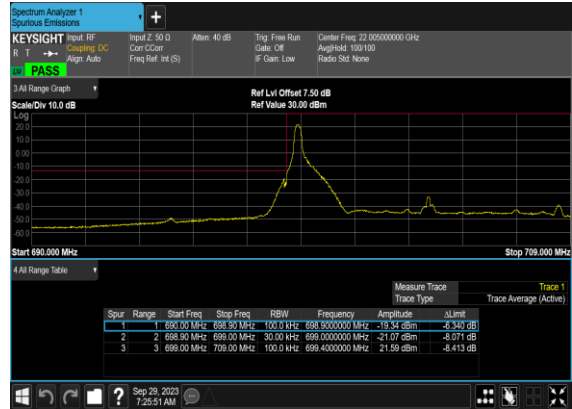 Spectrum Analyzer 1
Spurious Emissions
KEYSIGHT Input: RF Input Z: 50 Ω Atten: 40 dB Trig: Free Run Center Freq: 22.005000000 GHz
R T Coupling: DC Corr CCorr Gate: Off Avg|Hold: 100/100
Align: Auto Freq Ref: Int (S) IF Gain: Low Radio Std: None
PASS
3 All Range Graph
Ref Lvl Offset 7.50 dB
Scale/Div 10.0 dB Ref Value 30.00 dBm
Log
20.0
10.0
0.00
-10.0
-20.0
-30.0
-40.0
-50.0
-60.0
Start 690.000 MHz Stop 709.000 MHz
4 All Range Table
Measure Trace Trace 1
Trace Type Trace Average (Active)
Spur Range Start Freq Stop Freq RBW Frequency Amplitude ΔLimit
1 1 690.00 MHz 698.90 MHz 100.0 kHz 698.9000000 MHz -19.34 dBm -6.340 dB
2 2 698.90 MHz 699.00 MHz 30.00 kHz 699.0000000 MHz -21.07 dBm -8.071 dB
3 3 699.00 MHz 709.00 MHz 100.0 kHz 699.4000000 MHz 21.59 dBm -8.413 dB
Sep 29, 2023
7:25:51 AM